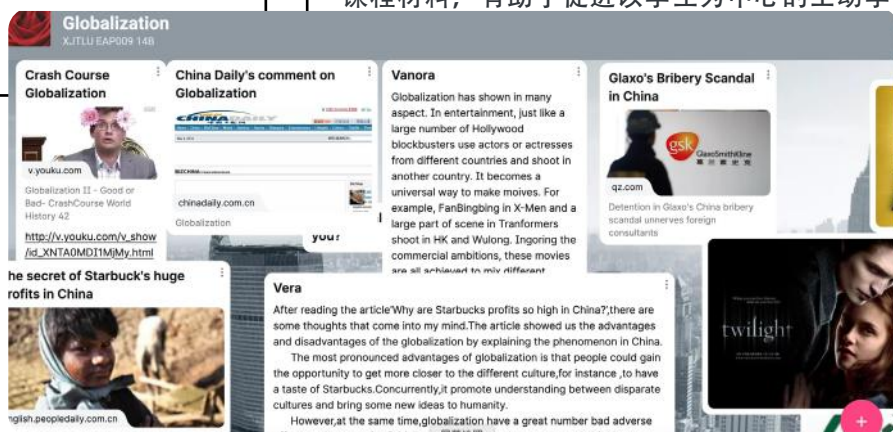 课程材料，有助于促进以学生为中心的主动学
Globalization
XJTLU EAP009 14B
Crash Course
Globalization
v.youku.com
Globalization II - Good or
Bad- CrashCourse World
History 42
http://v.youku.com/v_show
/id_XNTA0MDI1MjMy.html
China Daily's comment on
Globalization
CHINADAILY
chinadaily.com.cn
Globalization
you?
Vanora
Globalization has shown in many
aspect. In entertainment, just like a
large number of Hollywood
blockbusters use actors or actresses
from different countries and shoot in
another country. It becomes a
universal way to make moives. For
example, FanBingbing in X-Men and a
large part of scene in Tranformers
shoot in HK and Wulong. Ingoring the
commercial ambitions, these movies
are all achieved to mix different
Glaxo's Bribery Scandal
in China
gsk
GlaxoSmithKline
qz.com
Detention in Glaxo's China bribery
scandal unnerves foreign
consultants
he secret of Starbuck's huge
rofits in China
nglish.peopledaily.com.cn
Vera
After reading the article'Why are Starbucks profits so high in China?',there are
some thoughts that come into my mind.The article showed us the advantages
and disadvantages of the globalization by explaining the phenomenon in China.
The most pronounced advantages of globalization is that people could gain
the opportunity to get more closer to the different culture,for instance ,to have
a taste of Starbucks.Concurrently,it promote understanding between disparate
cultures and bring some new ideas to humanity.
However,at the same time,globalization have a great number bad adverse
twilight